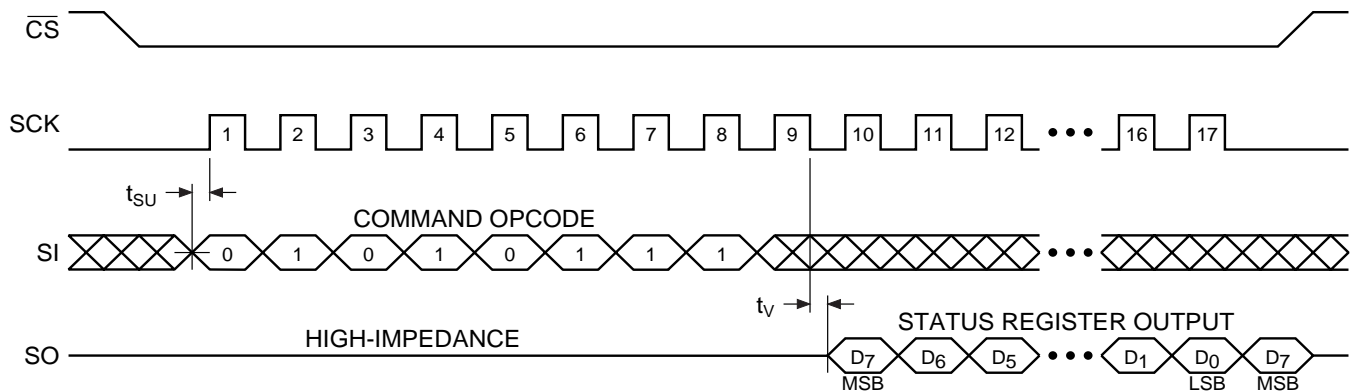 CS
SCK 1 2 3 4 5 6 7 8 9 10 11 12 ••• 16 17
tSU
COMMAND OPCODE
SI 0 1 0 1 0 1 1 1 •••
tV
HIGH-IMPEDANCE STATUS REGISTER OUTPUT
SO D7 D6 D5 ••• D1 D0 D7
MSB LSB MSB